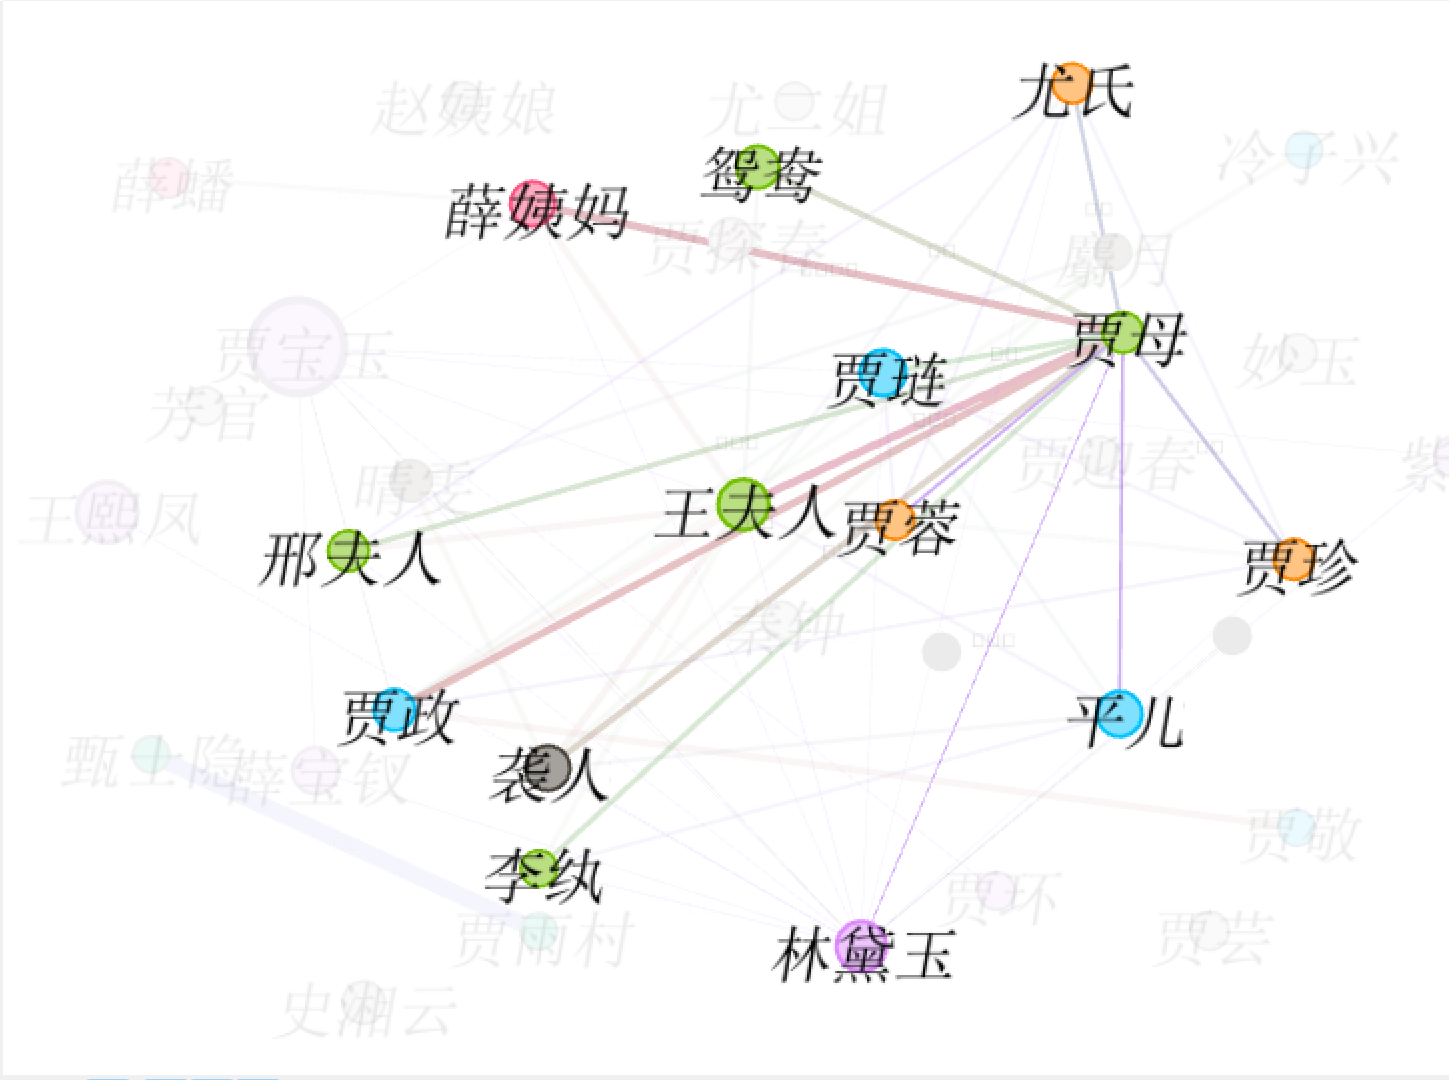 尤氏
赵姨娘
尤二姐
冷子兴
鸳鸯
薛蟠
薛姨妈
贾探春
麝月
贾宝玉
贾母
贾琏
妙玉
芳官
贾迎春
紫
晴雯
王熙凤
王夫人
贾蓉
邢夫人
贾珍
秦钟
贾政
平儿
甄士隐
薛宝钗
袭人
贾敬
李纨
贾环
贾雨村
林黛玉
贾芸
史湘云